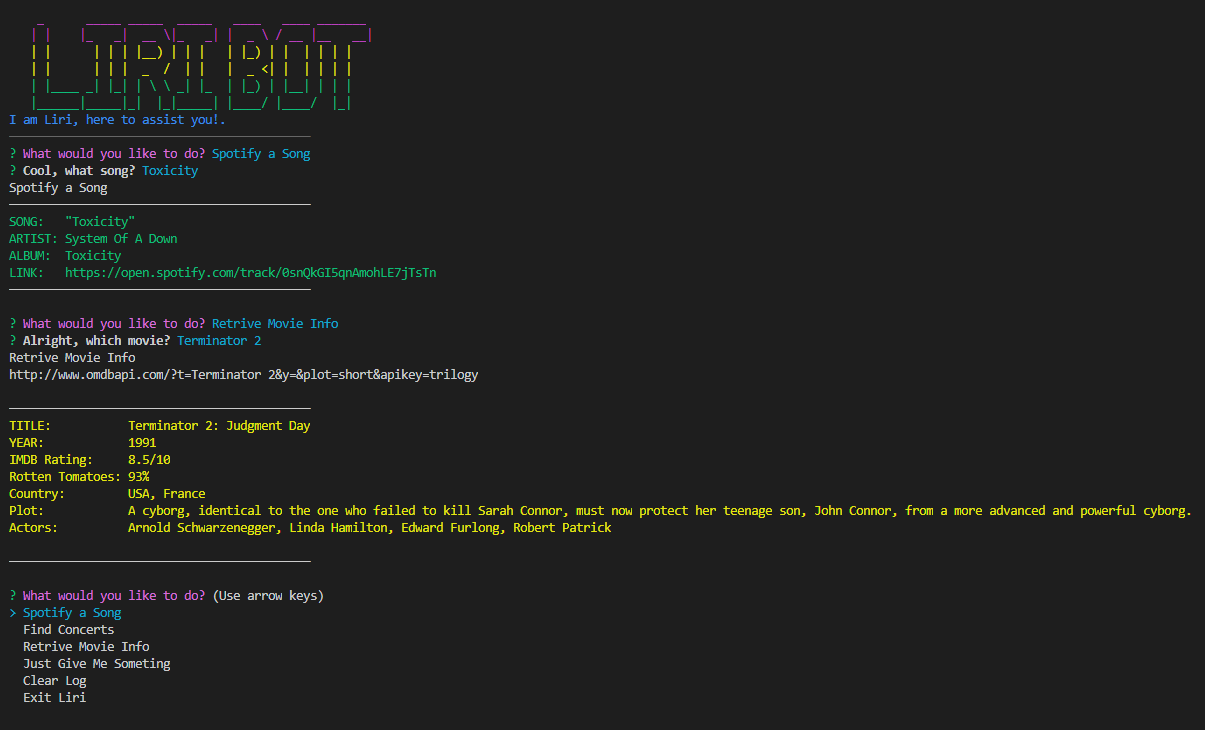 LIRI BOT
I am Liri, here to assist you!.
? What would you like to do? Spotify a Song
? Cool, what song? Toxicity
Spotify a Song
SONG: "Toxicity"
ARTIST: System Of A Down
ALBUM: Toxicity
LINK: https://open.spotify.com/track/0snQkGI5qnAmohLE7jTsTn
? What would you like to do? Retrive Movie Info
? Alright, which movie? Terminator 2
Retrive Movie Info
http://www.omdbapi.com/?t=Terminator 2&y=&plot=short&apikey=trilogy
TITLE: Terminator 2: Judgment Day
YEAR: 1991
IMDB Rating: 8.5/10
Rotten Tomatoes: 93%
Country: USA, France
Plot: A cyborg, identical to the one who failed to kill Sarah Connor, must now protect her teenage son, John Connor, from a more advanced and powerful cyborg.
Actors: Arnold Schwarzenegger, Linda Hamilton, Edward Furlong, Robert Patrick
? What would you like to do? (Use arrow keys)
> Spotify a Song
Find Concerts
Retrive Movie Info
Just Give Me Someting
Clear Log
Exit Liri